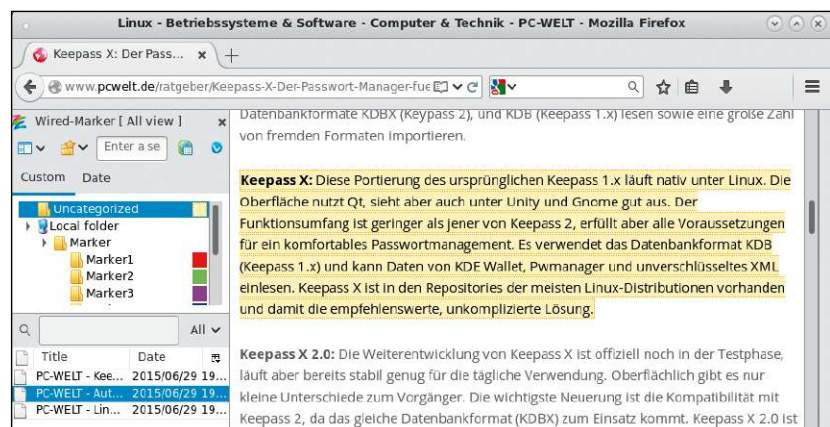 Linux - Betriebssysteme & Software - Computer & Technik - PC-WELT - Mozilla Firefox
Keepass X: Der Pass...
www.pcwelt.de/ratgeber/Keepass-X-Der-Passwort-Manager-fue
Wired-Marker [ All view ]
Enter a se
Custom Date
Uncategorized
Local folder
Marker
Marker1
Marker2
Marker3
All
Title Date
PC-WELT - Kee... 2015/06/29 19...
PC-WELT - Aut... 2015/06/29 19...
PC-WELT - Lin... 2015/06/29 19...
Datenbankformate KDBX (Keypass 2), und KDB (Keepass 1.x) lesen sowie eine große Zahl
von fremden Formaten importieren.
Keepass X: Diese Portierung des ursprünglichen Keepass 1.x läuft nativ unter Linux. Die
Oberfläche nutzt Qt, sieht aber auch unter Unity und Gnome gut aus. Der
Funktionsumfang ist geringer als jener von Keepass 2, erfüllt aber alle Voraussetzungen
für ein komfortables Passwortmanagement. Es verwendet das Datenbankformat KDB
(Keepass 1.x) und kann Daten von KDE Wallet, Pwmanager und unverschlüsseltes XML
einlesen. Keepass X ist in den Repositories der meisten Linux-Distributionen vorhanden
und damit die empfehlenswerte, unkomplizierte Lösung.
Keepass X 2.0: Die Weiterentwicklung von Keepass X ist offiziell noch in der Testphase,
läuft aber bereits stabil genug für die tägliche Verwendung. Oberflächlich gibt es nur
kleine Unterschiede zum Vorgänger. Die wichtigste Neuerung ist die Kompatibilität mit
Keepass 2, da das gleiche Datenbankformat (KDBX) zum Einsatz kommt. Keepass X 2.0 ist